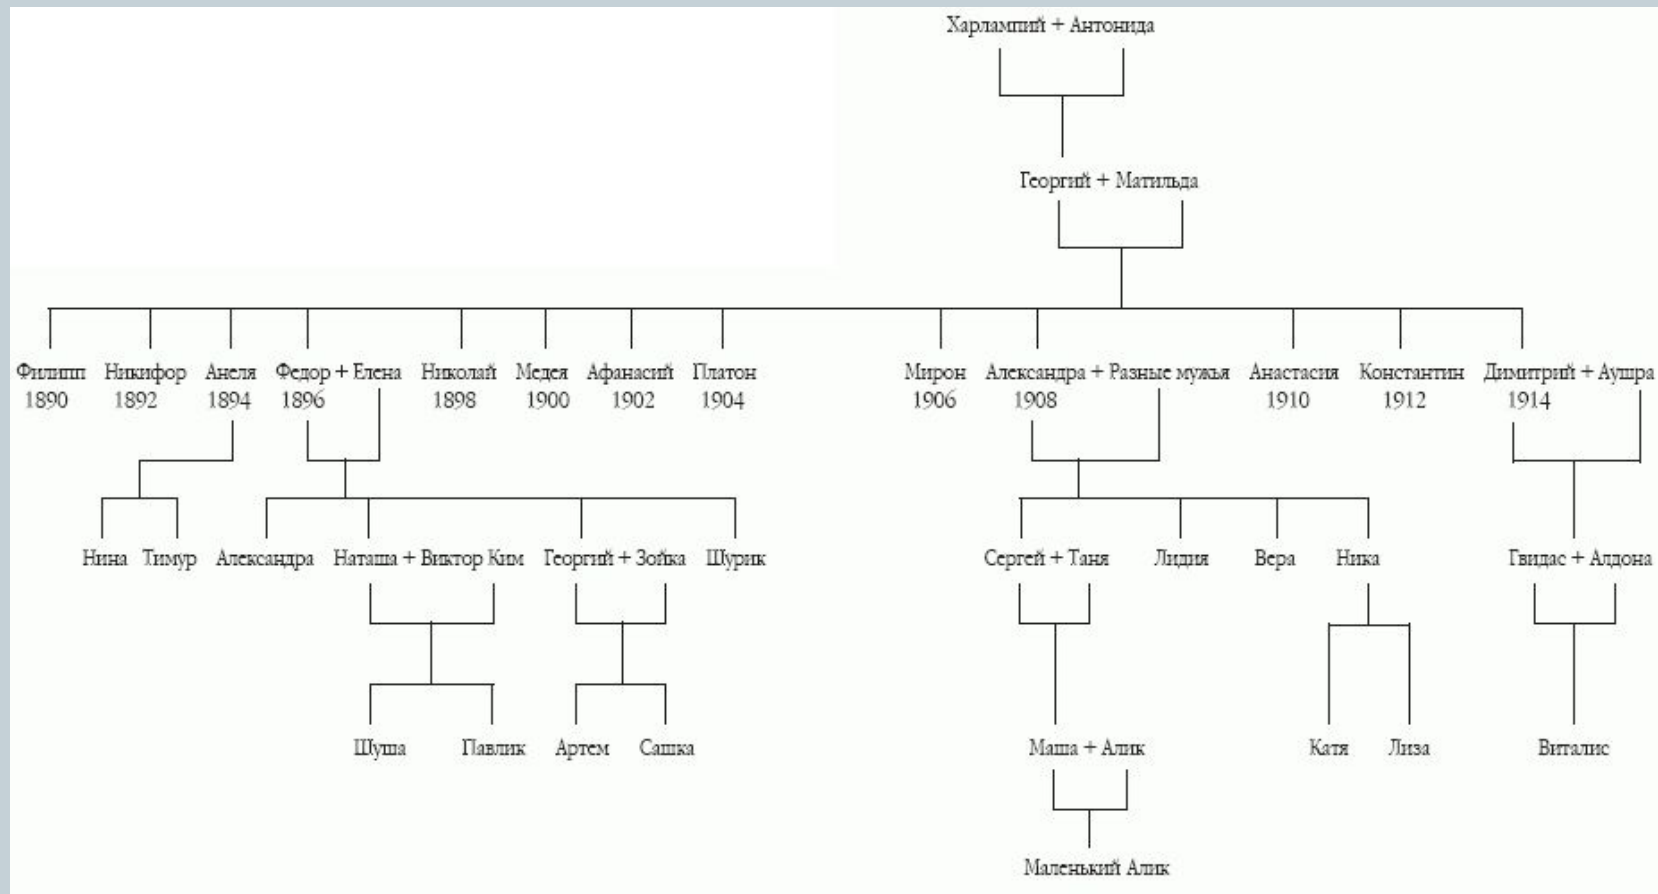 Харлампий + Антонида
Георгий + Матильда
Филипп Никифор Анеля Федор + Елена Николай Медея Афанасий Платон Мирон Александра + Разные мужья Анастасия Константин Димитрий + Аушра
1890 1892 1894 1896 1898 1900 1902 1904 1906 1908 1910 1912 1914
Нина Тимур Александра Наташа + Виктор Ким Георгий + Зойка Шурик Сергей + Таня Лидия Вера Ника Гвидас + Алдона
Шуша Павлик Артем Сашка Маша + Алик Катя Лиза Виталис
Маленький Алик